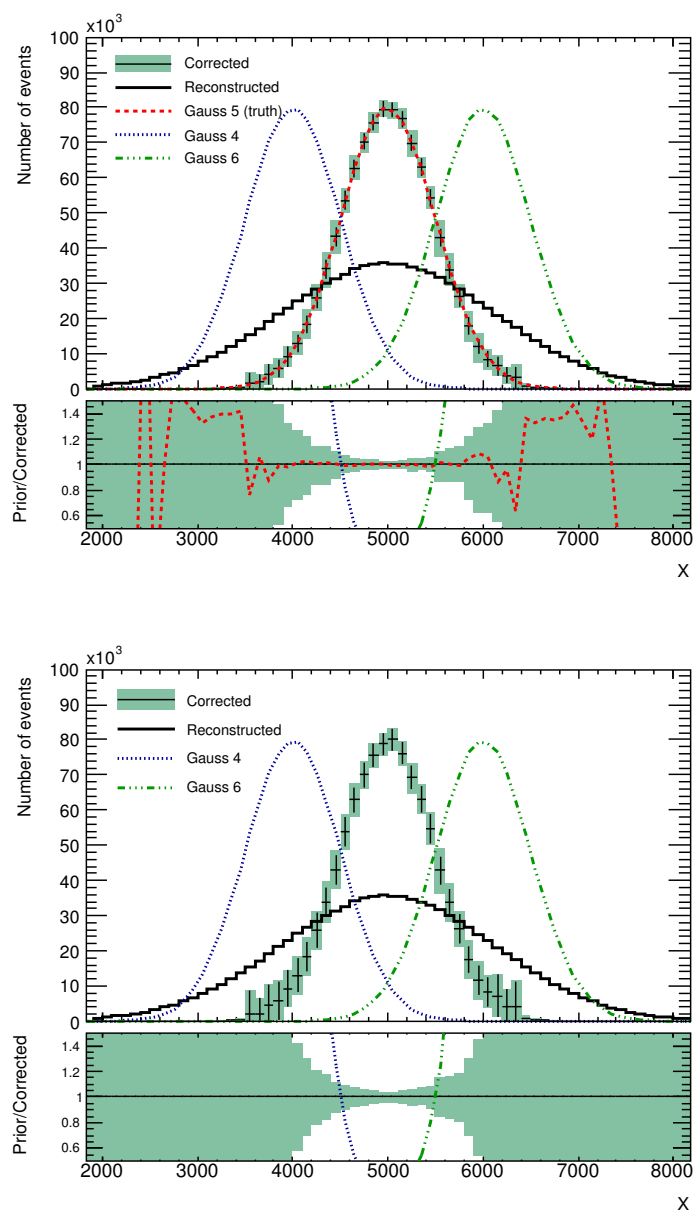 ×10³
100
90
80
70
60
50
40
30
20
10
0
Number of events
Corrected
Reconstructed
Gauss 5 (truth)
Gauss 4
Gauss 6
1.4
1.2
1
0.8
0.6
Prior/Corrected
2000 3000 4000 5000 6000 7000 8000
X
×10³
100
90
80
70
60
50
40
30
20
10
0
Number of events
Corrected
Reconstructed
Gauss 4
Gauss 6
1.4
1.2
1
0.8
0.6
Prior/Corrected
2000 3000 4000 5000 6000 7000 8000
X